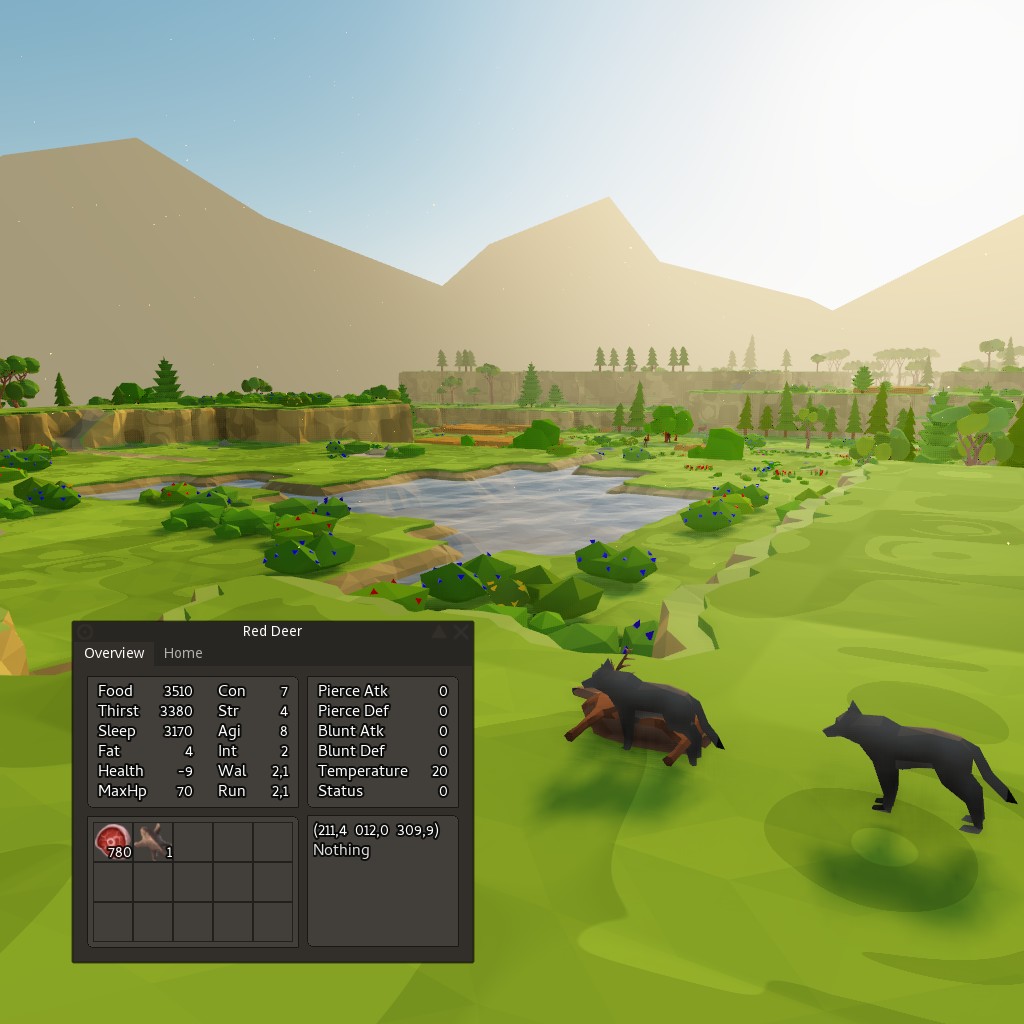 Red Deer
Overview Home
Food 3510 Con 7 Pierce Atk 0
Thirst 3380 Str 4 Pierce Def 0
Sleep 3170 Agi 8 Blunt Atk 0
Fat 4 Int 2 Blunt Def 0
Health -9 Wal 2,1 Temperature 20
MaxHp 70 Run 2,1 Status 0
780 1
(211,4 012,0 309,9)
Nothing